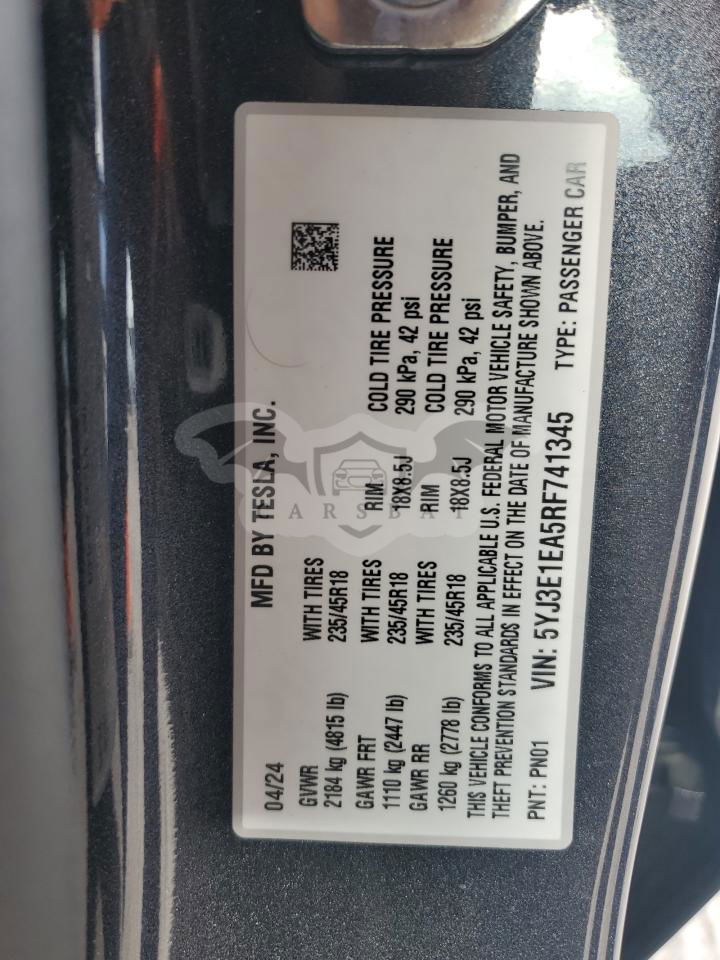 MFD BY TESLA, INC.
04/24
GVWR WITH TIRES
2184 kg (4815 lb) 235/45R18
GAWR FRT WITH TIRES RIM COLD TIRE PRESSURE
1110 kg (2447 lb) 235/45R18 18X8.5J 290 kPa, 42 psi
GAWR RR WITH TIRES RIM COLD TIRE PRESSURE
1260 kg (2778 lb) 235/45R18 18X8.5J 290 kPa, 42 psi
THIS VEHICLE CONFORMS TO ALL APPLICABLE U.S. FEDERAL MOTOR VEHICLE SAFETY, BUMPER, AND
THEFT PREVENTION STANDARDS IN EFFECT ON THE DATE OF MANUFACTURE SHOWN ABOVE.
PNT: PN01 VIN: 5YJ3E1EA5RF741345 TYPE: PASSENGER CAR